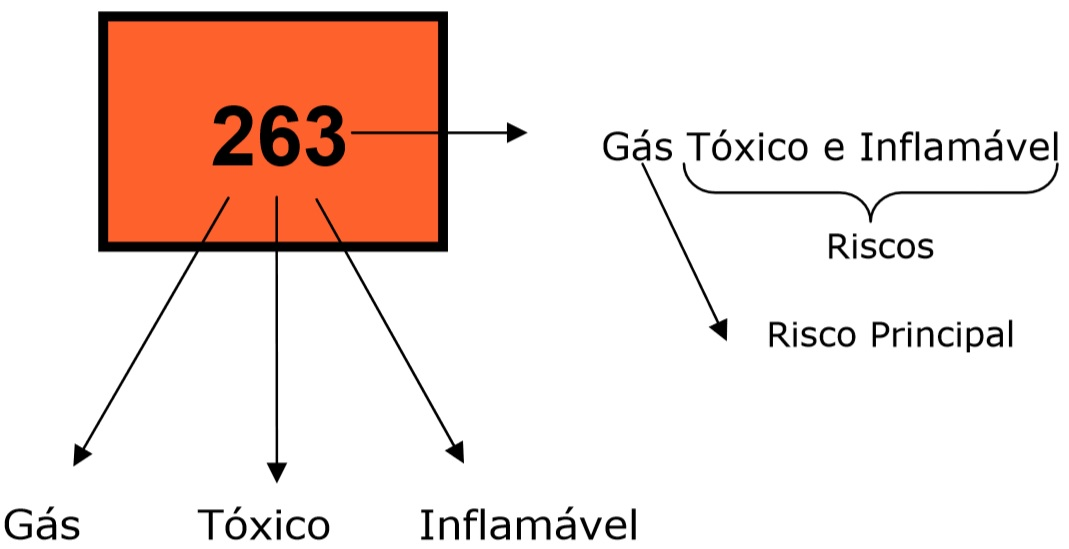 263
Gás Tóxico e Inflamável
Riscos
Risco Principal
Gás Tóxico Inflamável